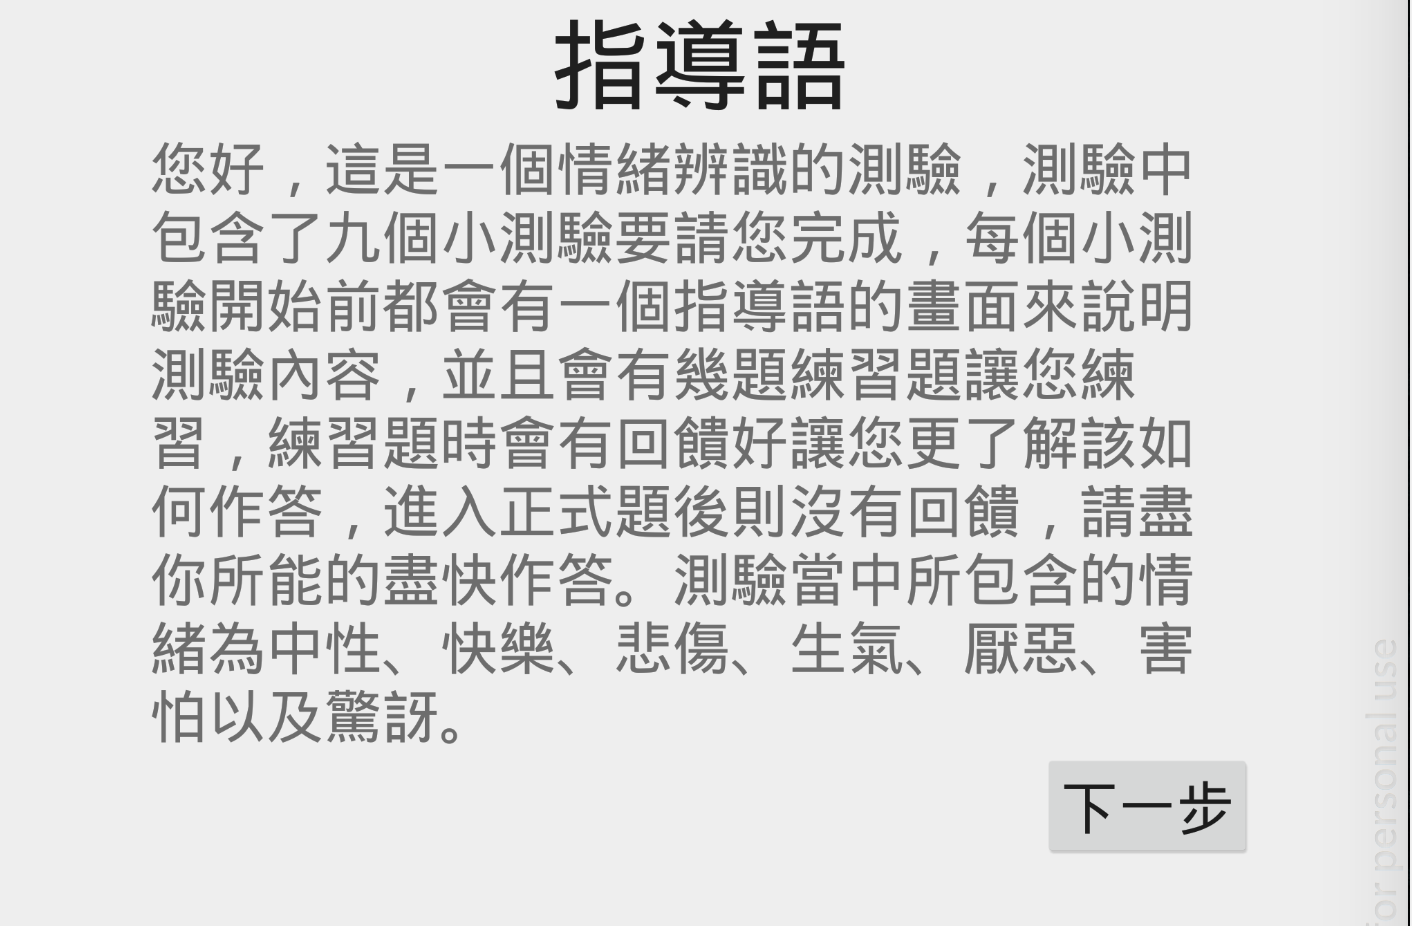 指導語
您好，這是一個情緒辨識的測驗，測驗中
包含了九個小測驗要請您完成，每個小測
驗開始前都會有一個指導語的畫面來說明
測驗內容，並且會有幾題練習題讓您練
習，練習題時會有回饋好讓您更了解該如
何作答，進入正式題後則沒有回饋，請盡
你所能的盡快作答。測驗當中所包含的情
緒為中性、快樂、悲傷、生氣、厭惡、害
怕以及驚訝。
下一步
for personal use